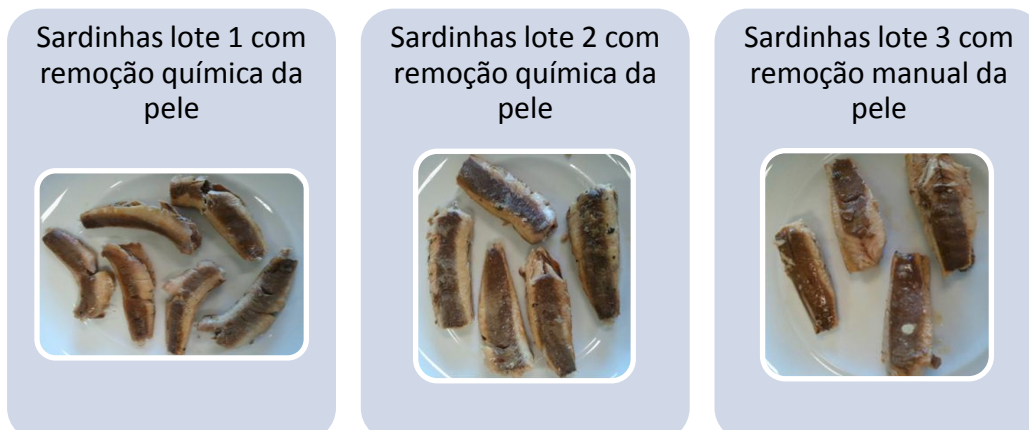 Sardinhas lote 1 com
remoção química da
pele
Sardinhas lote 2 com
remoção química da
pele
Sardinhas lote 3 com
remoção manual da
pele